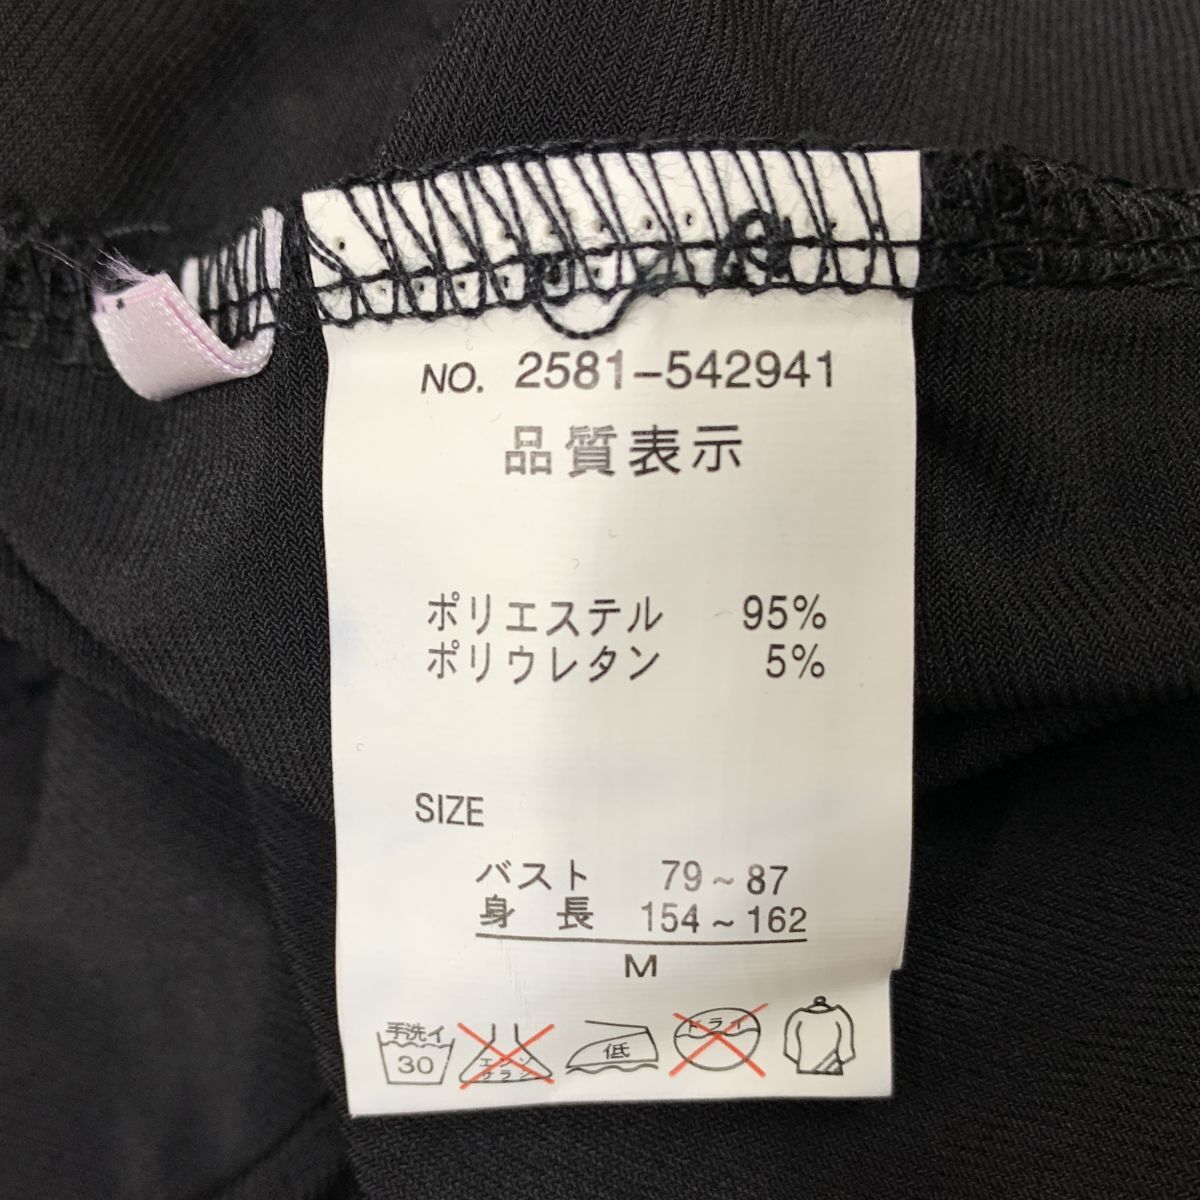 NO. 2581-542941
品質表示
ポリエステル 95%
ポリウレタン 5%
SIZE
バスト 79~87
身長 154~162
M
手洗イ
30
エンソ
サラシ
低
ドライ